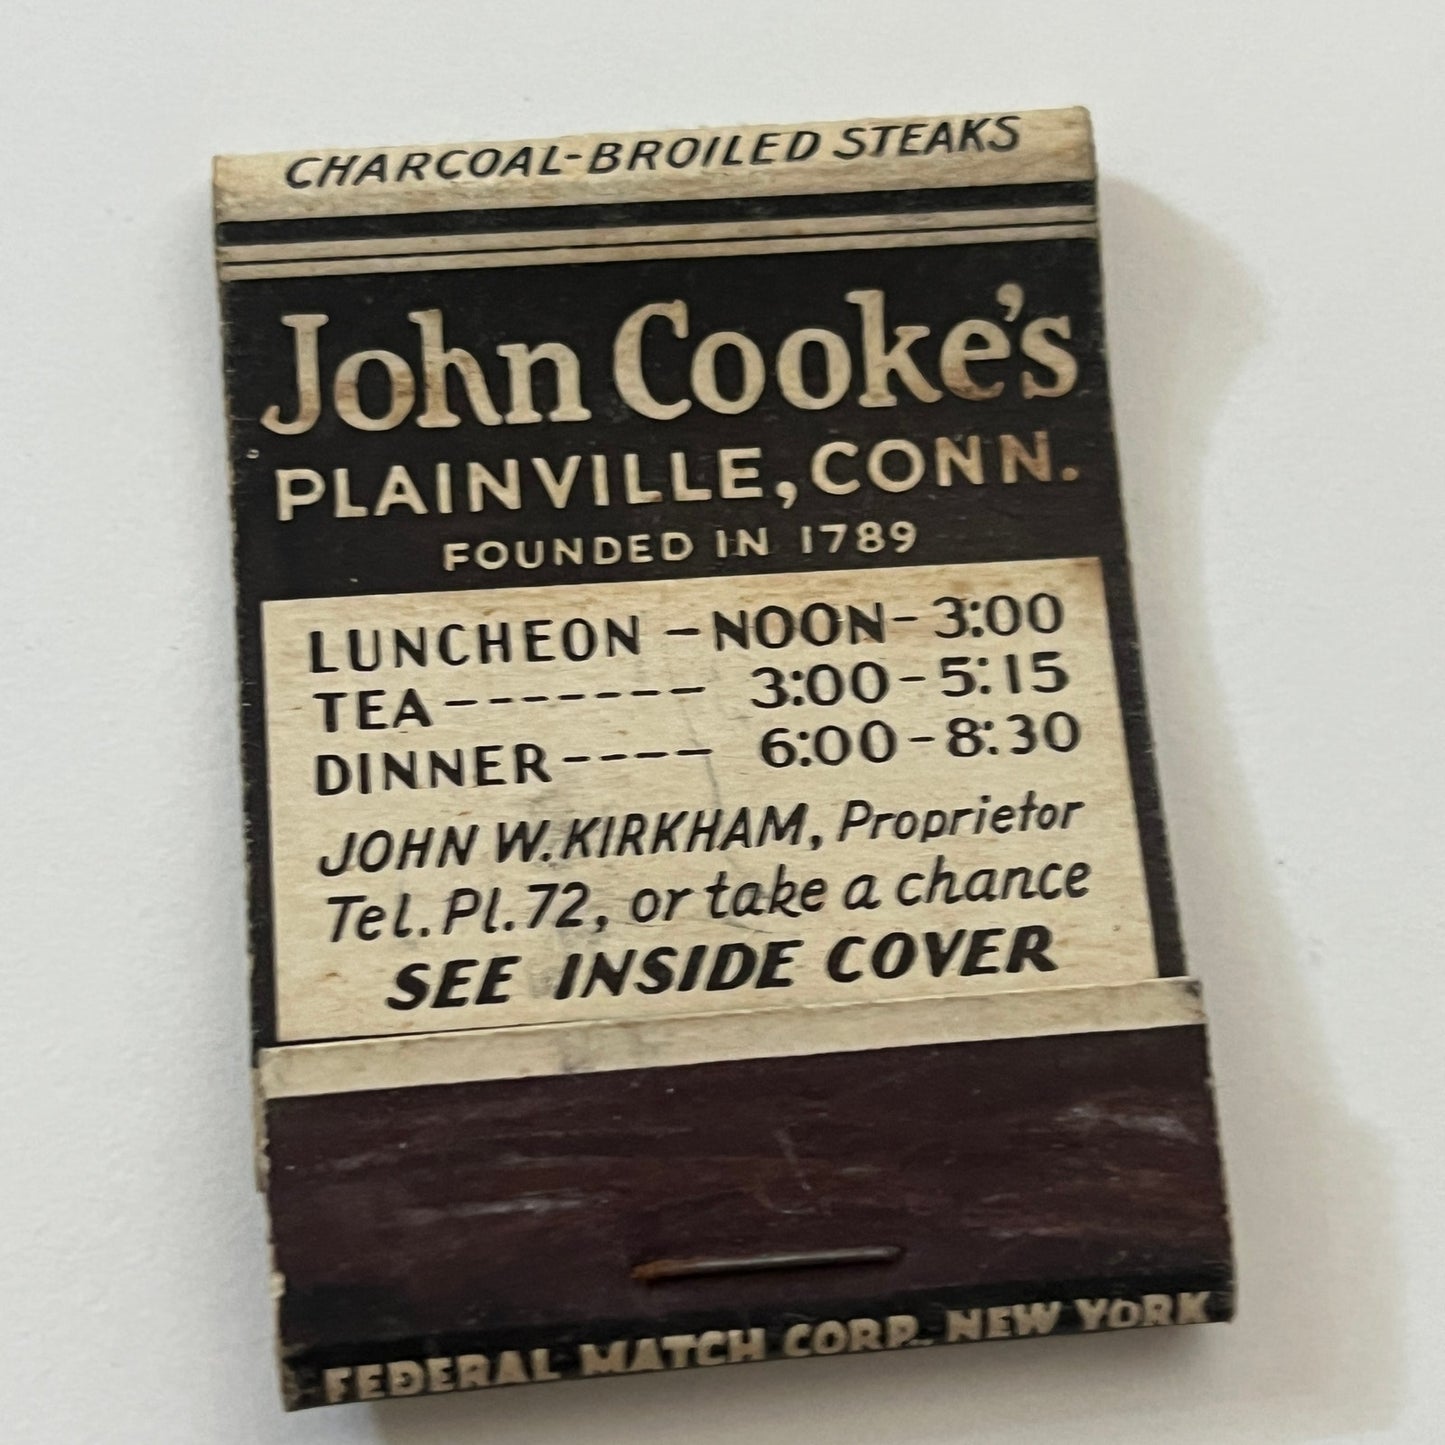 CHARCOAL-BROILED STEAKS
John Cooke's
PLAINVILLE, CONN.
FOUNDED IN 1789
LUNCHEON - NOON - 3:00
TEA ------- 3:00 - 5:15
DINNER ---- 6:00 - 8:30
JOHN W. KIRKHAM, Proprietor
Tel. Pl. 72, or take a chance
SEE INSIDE COVER
FEDERAL MATCH CORP. NEW YORK